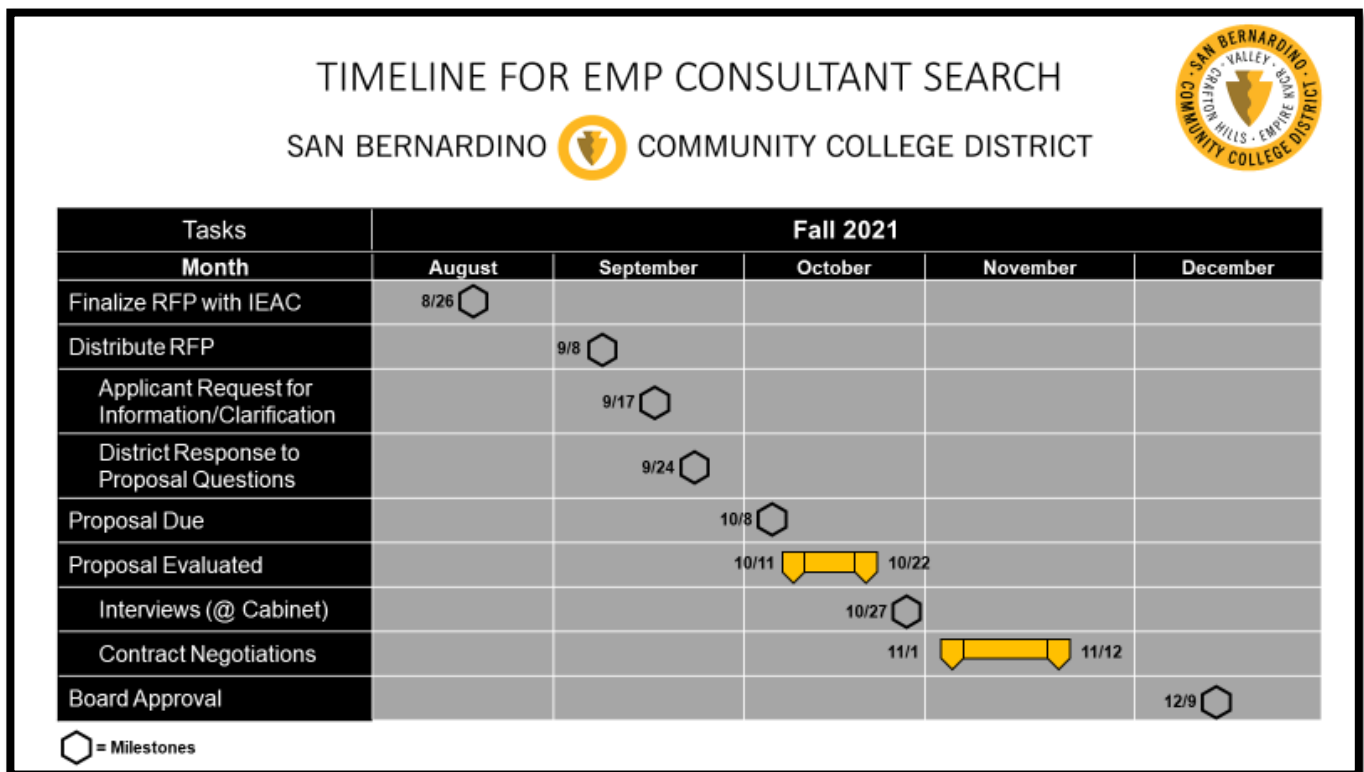 TIMELINE FOR EMP CONSULTANT SEARCH
SAN BERNARDINO COMMUNITY COLLEGE DISTRICT
SAN BERNARDINO COMMUNITY COLLEGE DISTRICT
VALLEY · KVCR · CRAFTON HILLS · EMPIRE
Tasks Fall 2021
Month August September October November December
Finalize RFP with IEAC 8/26
Distribute RFP 9/8
Applicant Request for
Information/Clarification 9/17
District Response to
Proposal Questions 9/24
Proposal Due 10/8
Proposal Evaluated 10/11 10/22
Interviews (@ Cabinet) 10/27
Contract Negotiations 11/1 11/12
Board Approval 12/9
= Milestones